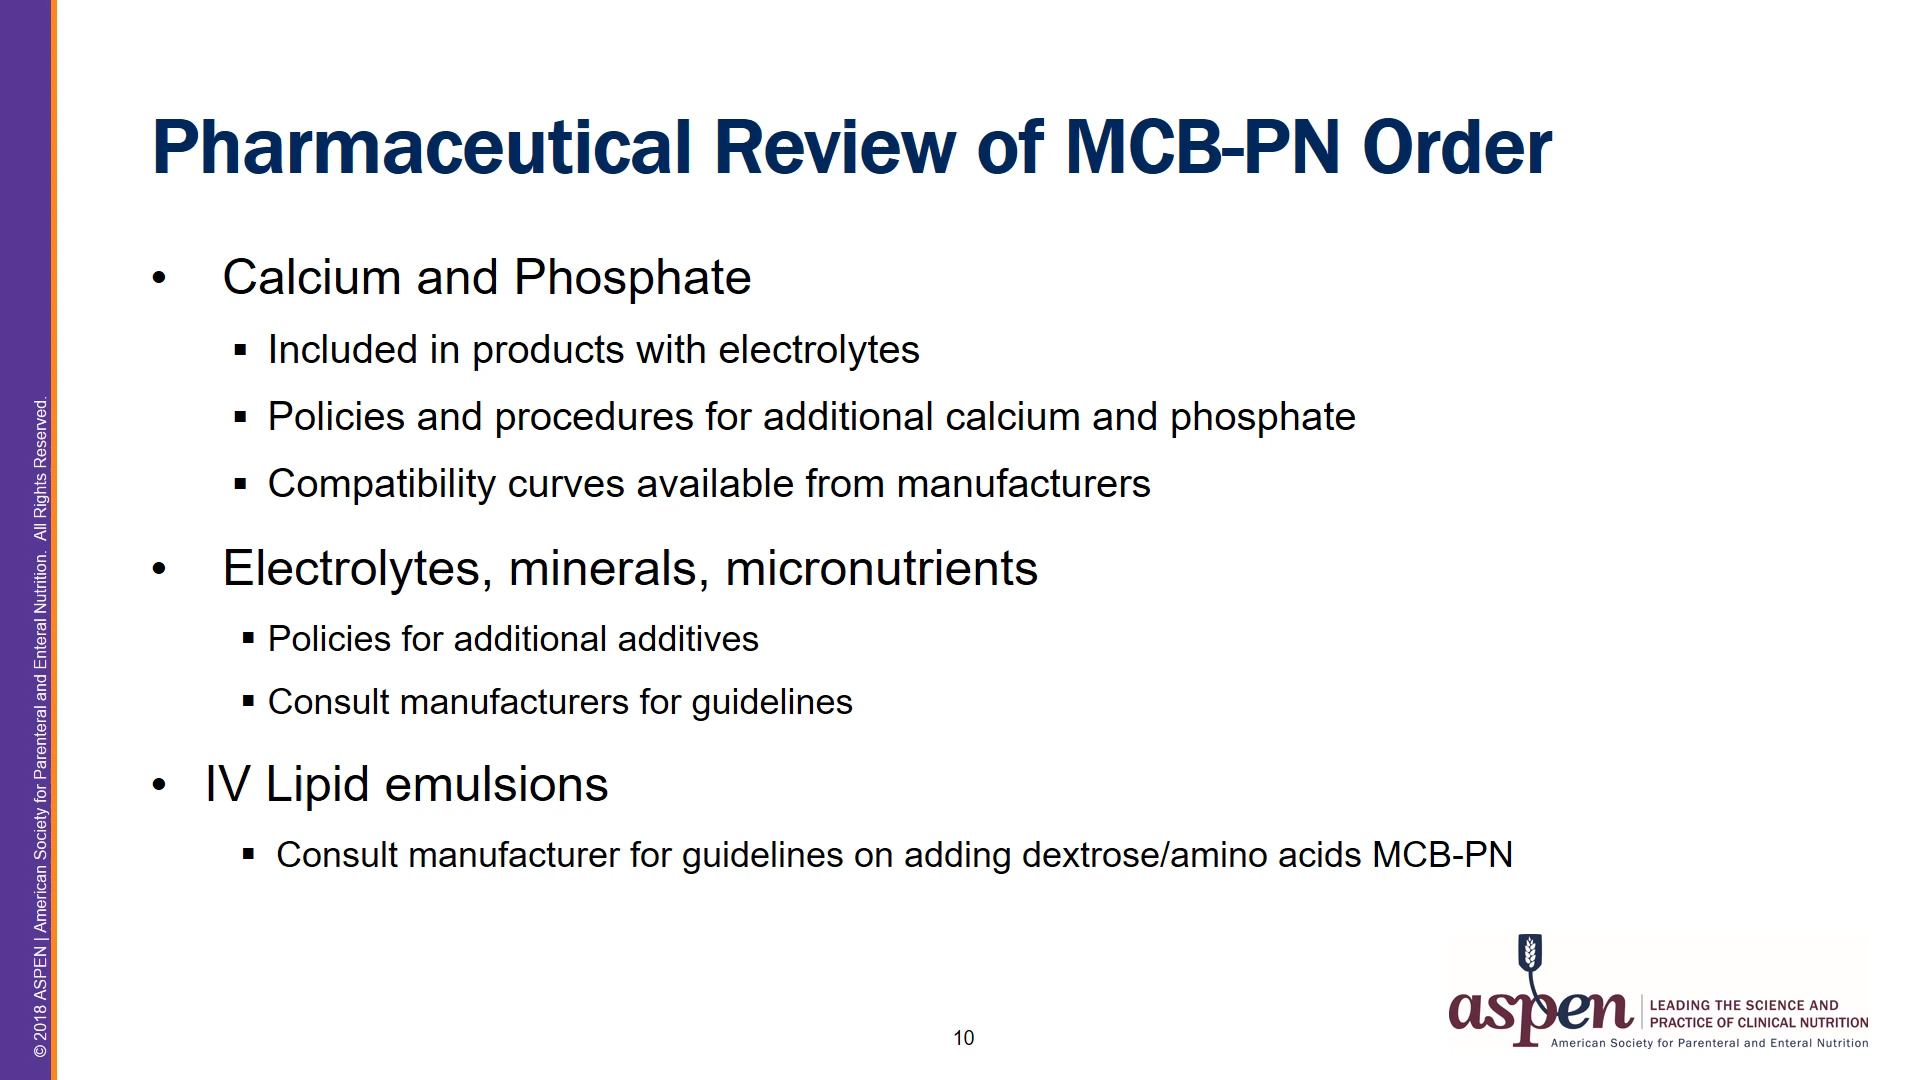 Pharmaceutical Review of MCB-PN Order
• Calcium and Phosphate
▪ Included in products with electrolytes
▪ Policies and procedures for additional calcium and phosphate
▪ Compatibility curves available from manufacturers
• Electrolytes, minerals, micronutrients
▪ Policies for additional additives
▪ Consult manufacturers for guidelines
• IV Lipid emulsions
▪ Consult manufacturer for guidelines on adding dextrose/amino acids MCB-PN
© 2018 ASPEN | American Society for Parenteral and Enteral Nutrition. All Rights Reserved.
10
aspen
LEADING THE SCIENCE AND
PRACTICE OF CLINICAL NUTRITION
American Society for Parenteral and Enteral Nutrition